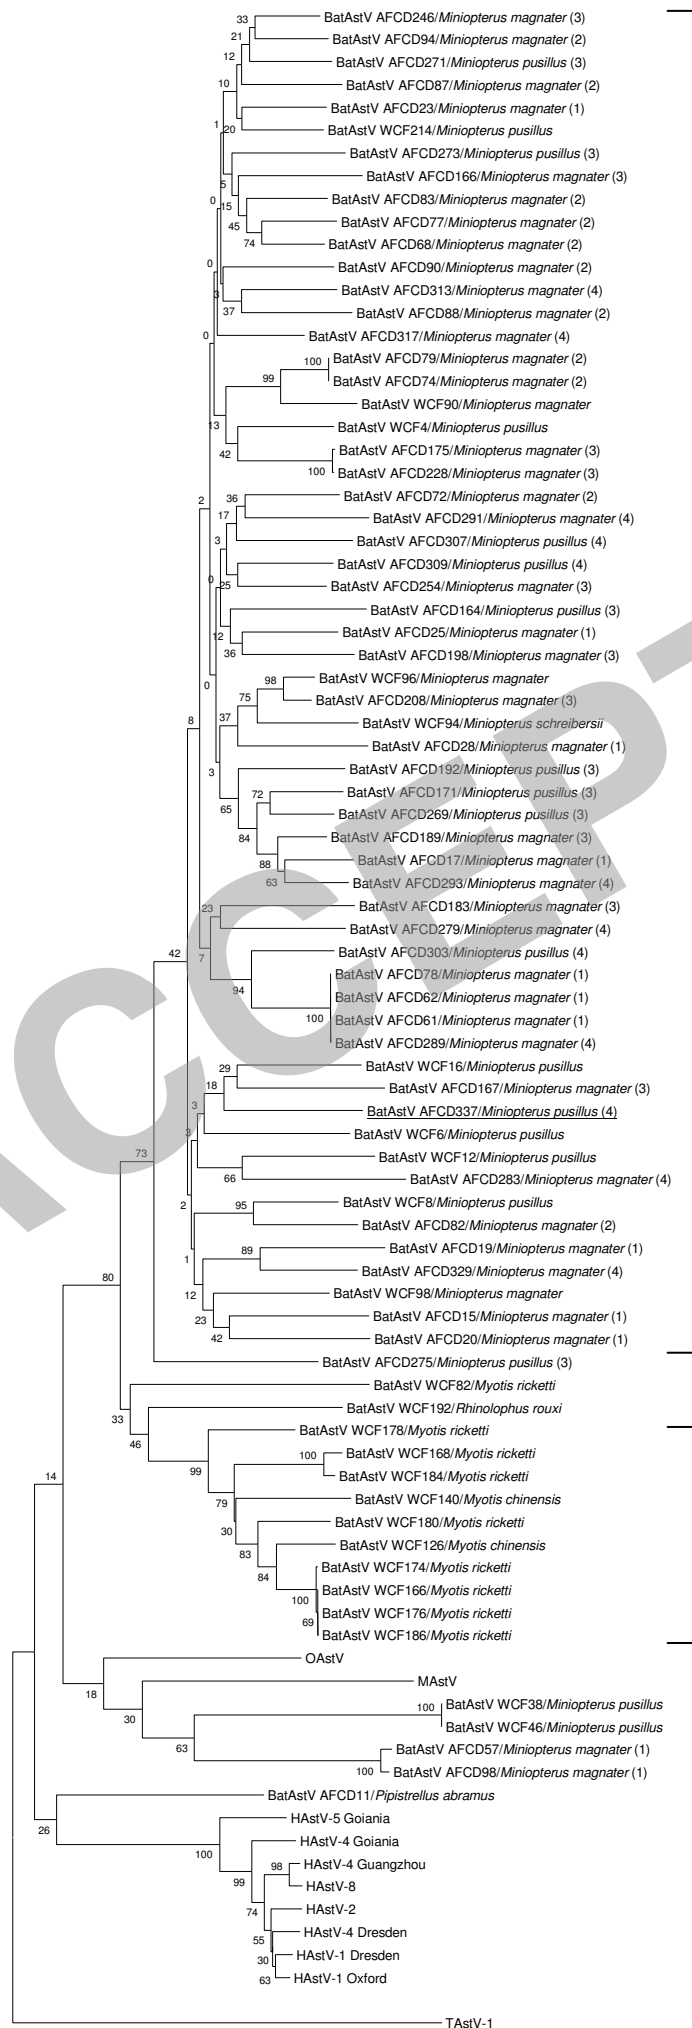 BatAstV AFCD246/Miniopterus magnater (3)
BatAstV AFCD94/Miniopterus magnater (2)
BatAstV AFCD271/Miniopterus pusillus (3)
BatAstV AFCD87/Miniopterus magnater (2)
BatAstV AFCD23/Miniopterus magnater (1)
BatAstV WCF214/Miniopterus pusillus
BatAstV AFCD273/Miniopterus pusillus (3)
BatAstV AFCD166/Miniopterus magnater (3)
BatAstV AFCD83/Miniopterus magnater (2)
BatAstV AFCD77/Miniopterus magnater (2)
BatAstV AFCD68/Miniopterus magnater (2)
BatAstV AFCD90/Miniopterus magnater (2)
BatAstV AFCD313/Miniopterus magnater (4)
BatAstV AFCD88/Miniopterus magnater (2)
BatAstV AFCD317/Miniopterus magnater (4)
BatAstV AFCD79/Miniopterus magnater (2)
BatAstV AFCD74/Miniopterus magnater (2)
BatAstV WCF90/Miniopterus magnater
BatAstV WCF4/Miniopterus pusillus
BatAstV AFCD175/Miniopterus magnater (3)
BatAstV AFCD228/Miniopterus magnater (3)
BatAstV AFCD72/Miniopterus magnater (2)
BatAstV AFCD291/Miniopterus magnater (4)
BatAstV AFCD307/Miniopterus pusillus (4)
BatAstV AFCD309/Miniopterus pusillus (4)
BatAstV AFCD254/Miniopterus magnater (3)
BatAstV AFCD164/Miniopterus pusillus (3)
BatAstV AFCD25/Miniopterus magnater (1)
BatAstV AFCD198/Miniopterus magnater (3)
BatAstV WCF96/Miniopterus magnater
BatAstV AFCD208/Miniopterus magnater (3)
BatAstV WCF94/Miniopterus schreibersii
BatAstV AFCD28/Miniopterus magnater (1)
BatAstV AFCD192/Miniopterus pusillus (3)
BatAstV AFCD171/Miniopterus pusillus (3)
BatAstV AFCD269/Miniopterus pusillus (3)
BatAstV AFCD189/Miniopterus magnater (3)
BatAstV AFCD17/Miniopterus magnater (1)
BatAstV AFCD293/Miniopterus magnater (4)
BatAstV AFCD183/Miniopterus magnater (3)
BatAstV AFCD279/Miniopterus magnater (4)
BatAstV AFCD303/Miniopterus pusillus (4)
BatAstV AFCD78/Miniopterus magnater (1)
BatAstV AFCD62/Miniopterus magnater (1)
BatAstV AFCD61/Miniopterus magnater (1)
BatAstV AFCD289/Miniopterus magnater (4)
BatAstV WCF16/Miniopterus pusillus
BatAstV AFCD167/Miniopterus magnater (3)
BatAstV AFCD337/Miniopterus pusillus (4)
BatAstV WCF6/Miniopterus pusillus
BatAstV WCF12/Miniopterus pusillus
BatAstV AFCD283/Miniopterus magnater (4)
BatAstV WCF8/Miniopterus pusillus
BatAstV AFCD82/Miniopterus magnater (2)
BatAstV AFCD19/Miniopterus magnater (1)
BatAstV AFCD329/Miniopterus magnater (4)
BatAstV WCF98/Miniopterus magnater
BatAstV AFCD15/Miniopterus magnater (1)
BatAstV AFCD20/Miniopterus magnater (1)
BatAstV AFCD275/Miniopterus pusillus (3)
BatAstV WCF82/Myotis ricketti
BatAstV WCF192/Rhinolophus rouxi
BatAstV WCF178/Myotis ricketti
BatAstV WCF168/Myotis ricketti
BatAstV WCF184/Myotis ricketti
BatAstV WCF140/Myotis chinensis
BatAstV WCF180/Myotis ricketti
BatAstV WCF126/Myotis chinensis
BatAstV WCF174/Myotis ricketti
BatAstV WCF166/Myotis ricketti
BatAstV WCF176/Myotis ricketti
BatAstV WCF186/Myotis ricketti
OAstV
MAstV
BatAstV WCF38/Miniopterus pusillus
BatAstV WCF46/Miniopterus pusillus
BatAstV AFCD57/Miniopterus magnater (1)
BatAstV AFCD98/Miniopterus magnater (1)
BatAstV AFCD11/Pipistrellus abramus
HAstV-5 Goiania
HAstV-4 Goiania
HAstV-4 Guangzhou
HAstV-8
HAstV-2
HAstV-4 Dresden
HAstV-1 Dresden
HAstV-1 Oxford
TAstV-1
33
21
12
10
1
20
5
0
15
45
74
0
3
37
0
100
99
13
42
100
2
36
17
3
0
25
12
36
0
98
75
37
3
65
72
84
88
63
8
23
7
94
100
42
29
18
3
3
66
2
95
1
89
12
23
42
73
80
33
46
99
100
79
30
83
84
100
69
14
18
30
100
63
100
26
100
99
98
74
55
30
63
ACCEPT